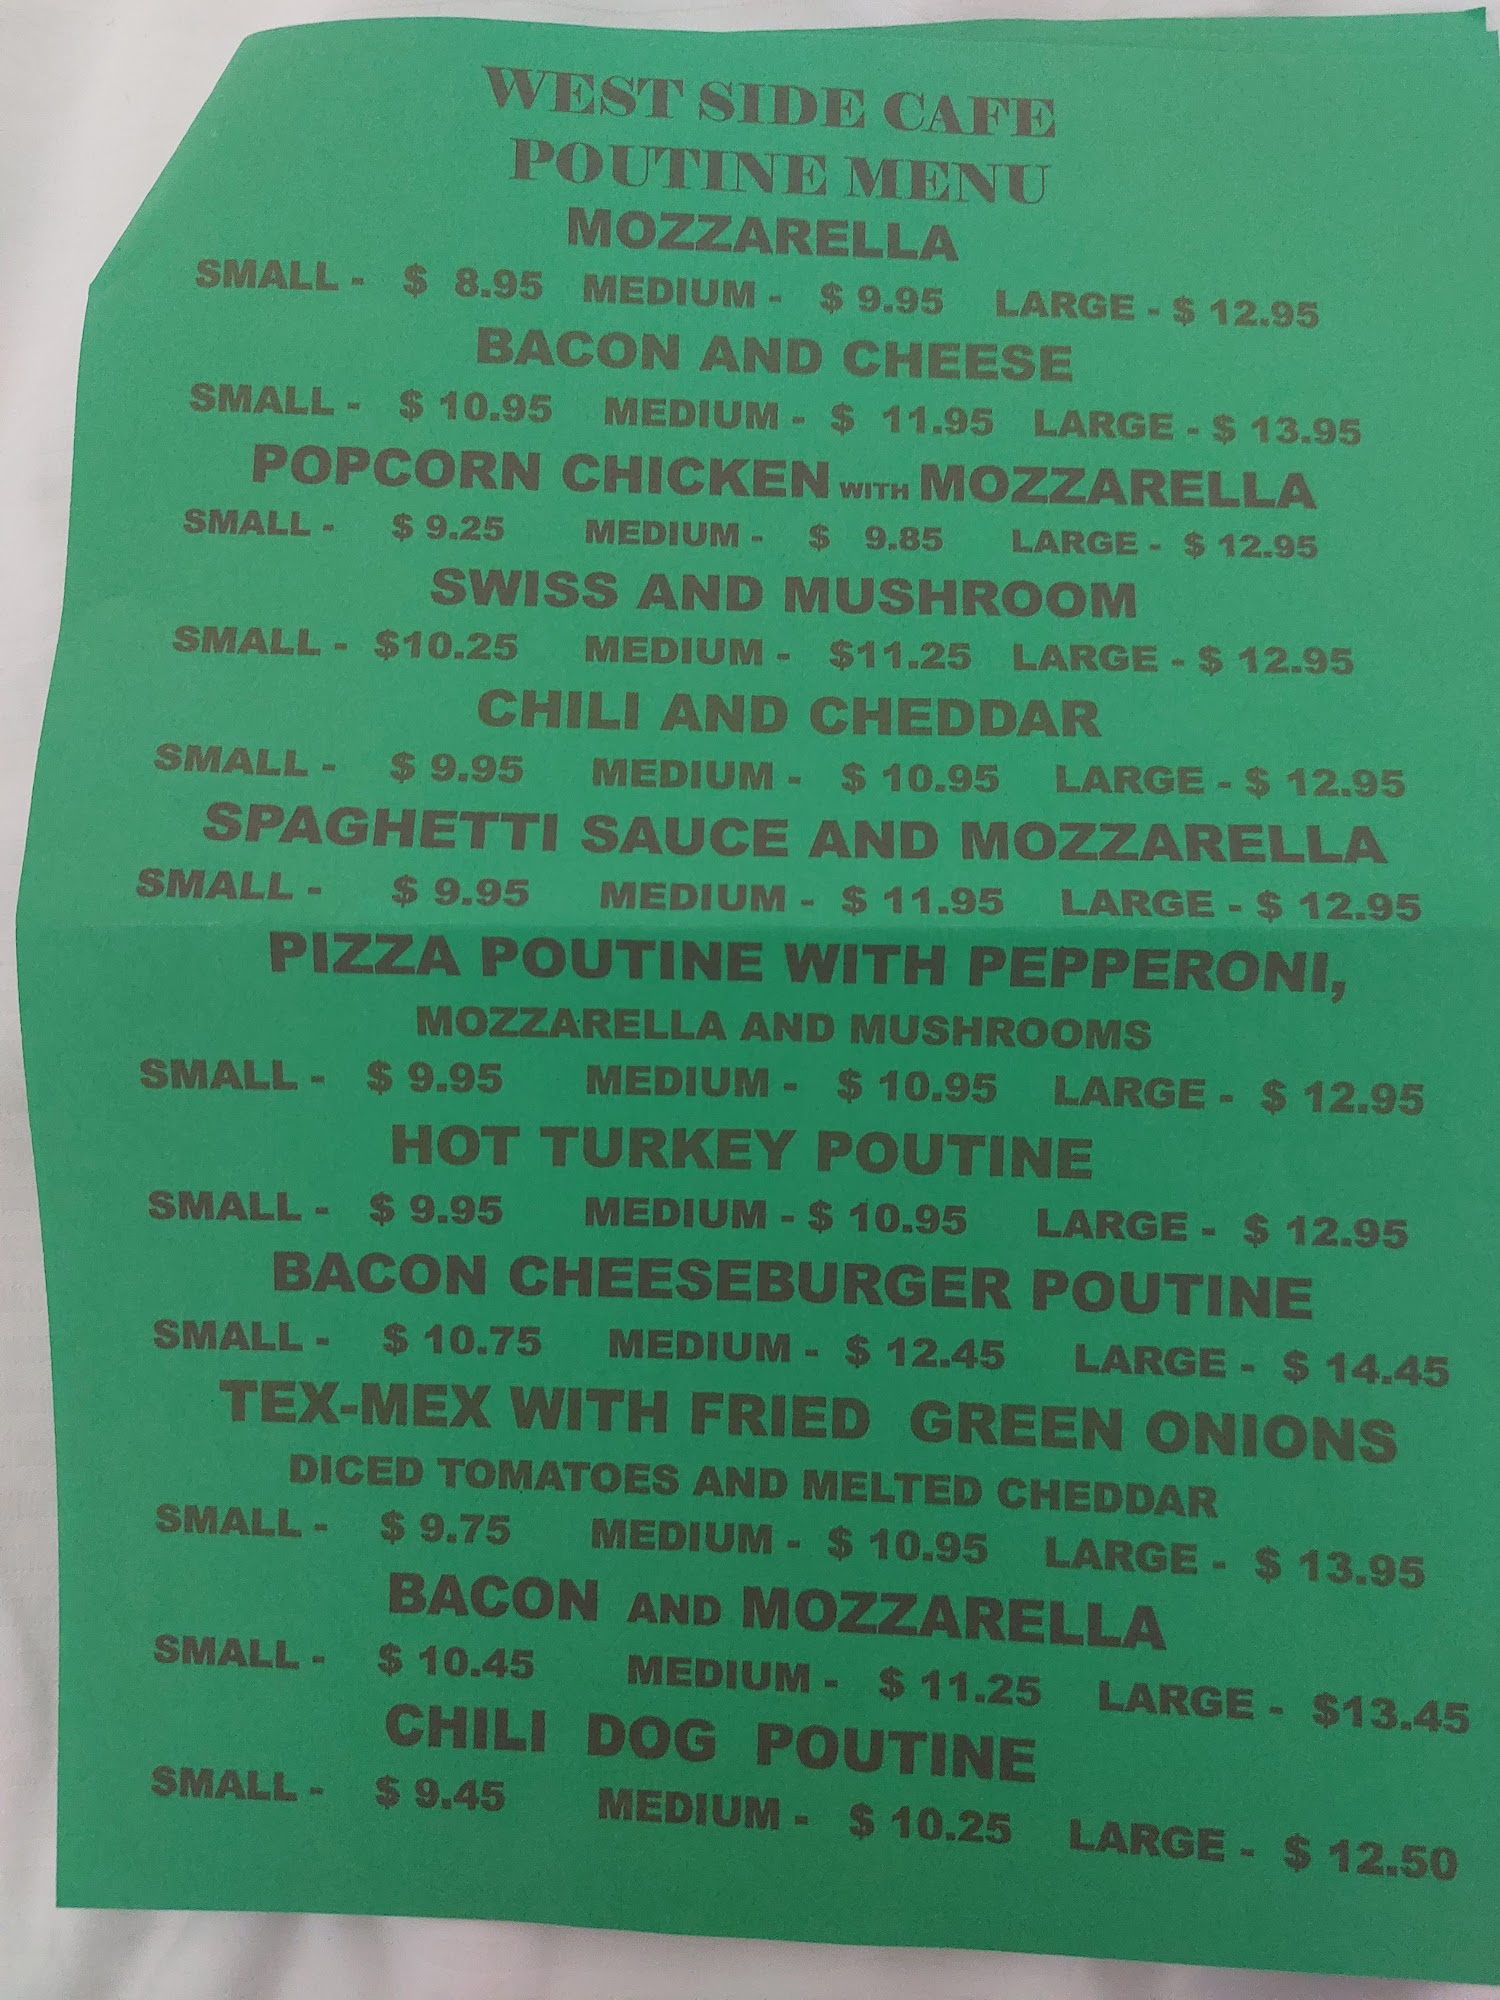 WEST SIDE CAFE
POUTINE MENU
MOZZARELLA
SMALL - $ 8.95 MEDIUM - $ 9.95 LARGE - $ 12.95
BACON AND CHEESE
SMALL - $ 10.95 MEDIUM - $ 11.95 LARGE - $ 13.95
POPCORN CHICKEN WITH MOZZARELLA
SMALL - $ 9.25 MEDIUM - $ 9.85 LARGE - $ 12.95
SWISS AND MUSHROOM
SMALL - $10.25 MEDIUM - $11.25 LARGE - $ 12.95
CHILI AND CHEDDAR
SMALL - $ 9.95 MEDIUM - $ 10.95 LARGE - $ 12.95
SPAGHETTI SAUCE AND MOZZARELLA
SMALL - $ 9.95 MEDIUM - $ 11.95 LARGE - $ 12.95
PIZZA POUTINE WITH PEPPERONI,
MOZZARELLA AND MUSHROOMS
SMALL - $ 9.95 MEDIUM - $ 10.95 LARGE - $ 12.95
HOT TURKEY POUTINE
SMALL - $ 9.95 MEDIUM - $ 10.95 LARGE - $ 12.95
BACON CHEESEBURGER POUTINE
SMALL - $ 10.75 MEDIUM - $ 12.45 LARGE - $ 14.45
TEX-MEX WITH FRIED GREEN ONIONS
DICED TOMATOES AND MELTED CHEDDAR
SMALL - $ 9.75 MEDIUM - $ 10.95 LARGE - $ 13.95
BACON AND MOZZARELLA
SMALL - $ 10.45 MEDIUM - $ 11.25 LARGE - $13.45
CHILI DOG POUTINE
SMALL - $ 9.45 MEDIUM - $ 10.25 LARGE - $ 12.50